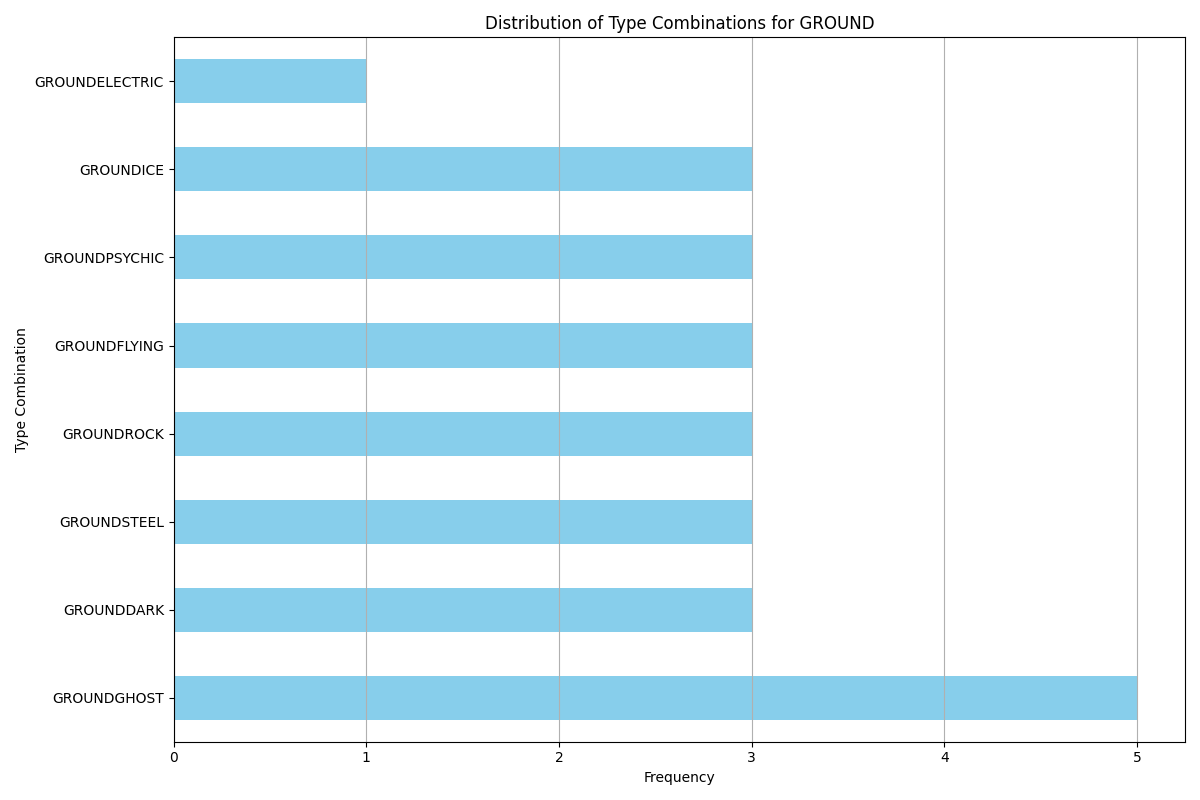 Distribution of Type Combinations for GROUND
Type Combination
GROUNDELECTRIC
GROUNDICE
GROUNDPSYCHIC
GROUNDFLYING
GROUNDROCK
GROUNDSTEEL
GROUNDDARK
GROUNDGHOST
0 1 2 3 4 5
Frequency